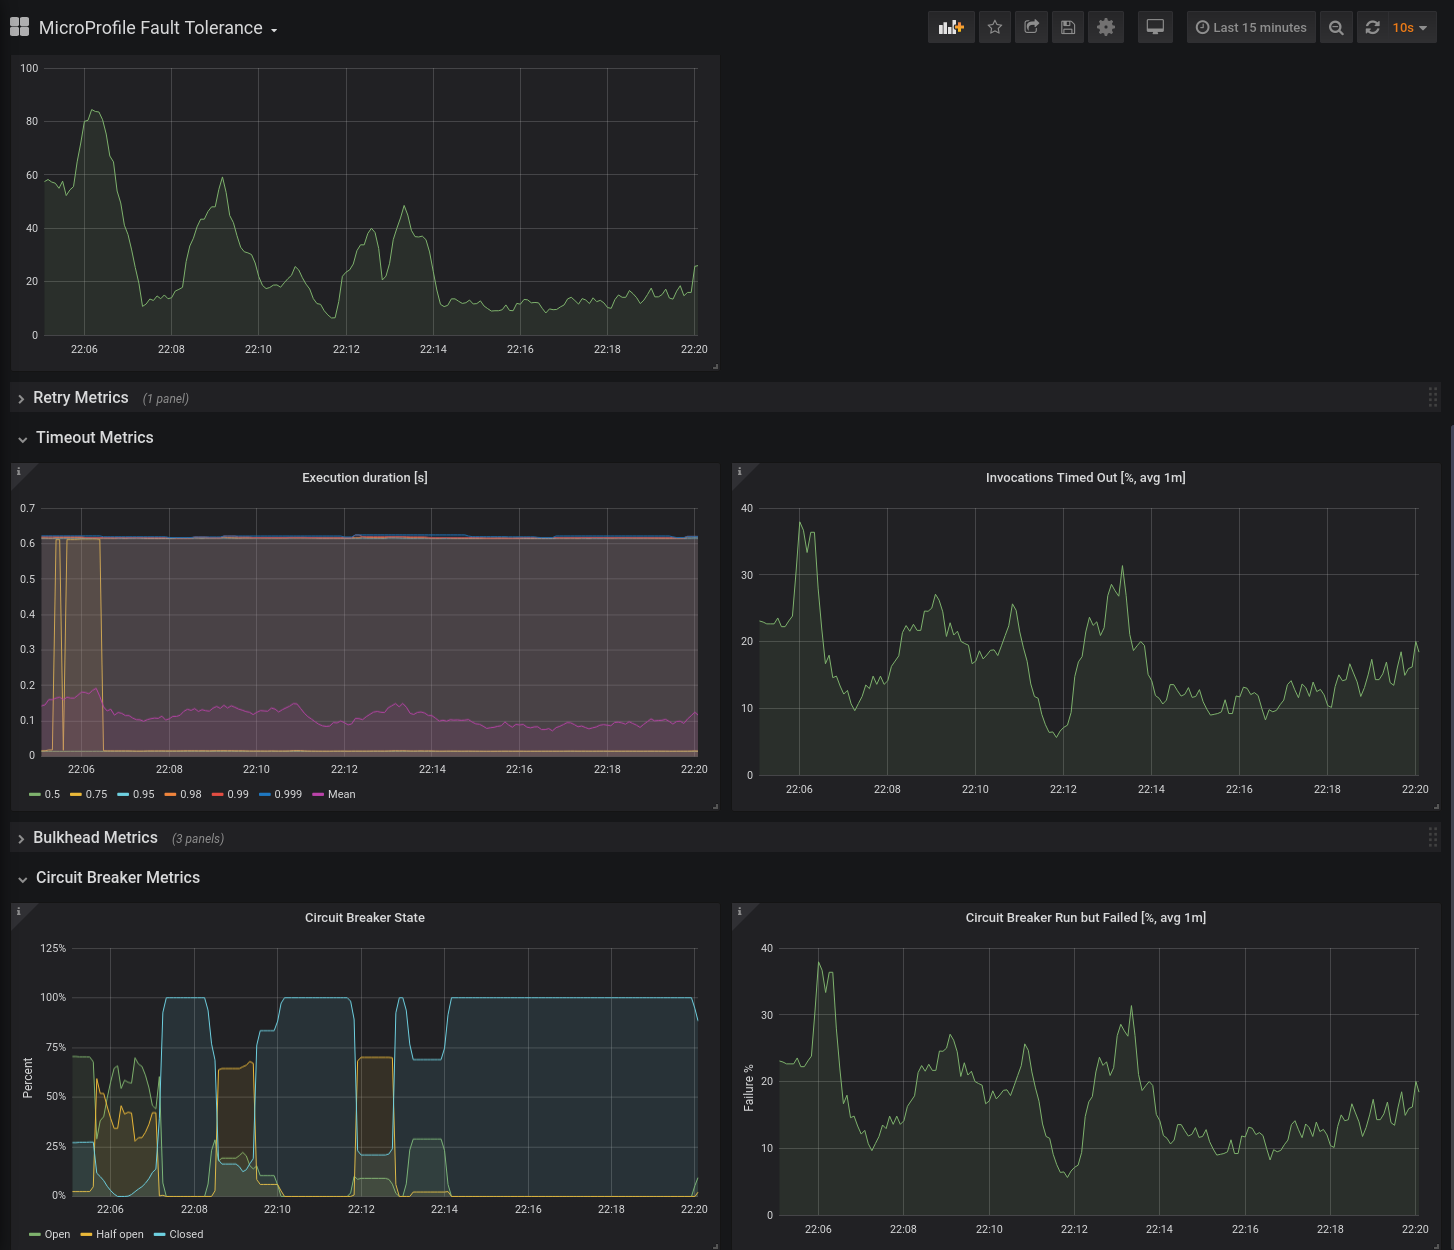 MicroProfile Fault Tolerance
Last 15 minutes
10s
100
80
60
40
20
0
22:06 22:08 22:10 22:12 22:14 22:16 22:18 22:20
Retry Metrics (1 panel)
Timeout Metrics
i
Execution duration [s]
0.7
0.6
0.5
0.4
0.3
0.2
0.1
0
22:06 22:08 22:10 22:12 22:14 22:16 22:18 22:20
0.5 0.75 0.95 0.98 0.99 0.999 Mean
i
Invocations Timed Out [%, avg 1m]
40
30
20
10
0
22:06 22:08 22:10 22:12 22:14 22:16 22:18 22:20
Bulkhead Metrics (3 panels)
Circuit Breaker Metrics
i
Circuit Breaker State
Percent
125%
100%
75%
50%
25%
0%
22:06 22:08 22:10 22:12 22:14 22:16 22:18 22:20
Open Half open Closed
i
Circuit Breaker Run but Failed [%, avg 1m]
Failure %
40
30
20
10
0
22:06 22:08 22:10 22:12 22:14 22:16 22:18 22:20